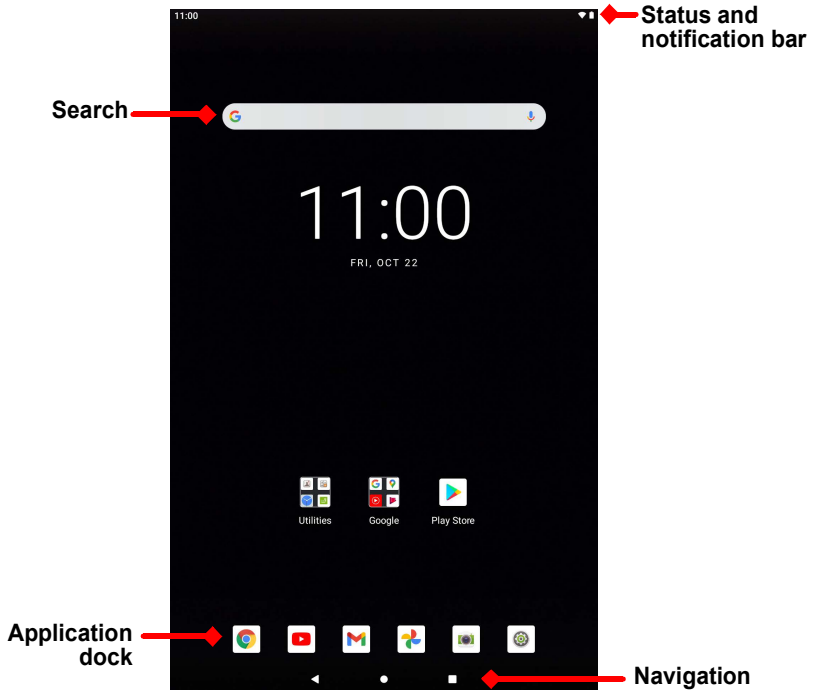 11:00
Status and
notification bar
Search
11:00
FRI, OCT 22
Utilities
Google
Play Store
Application
dock
Navigation